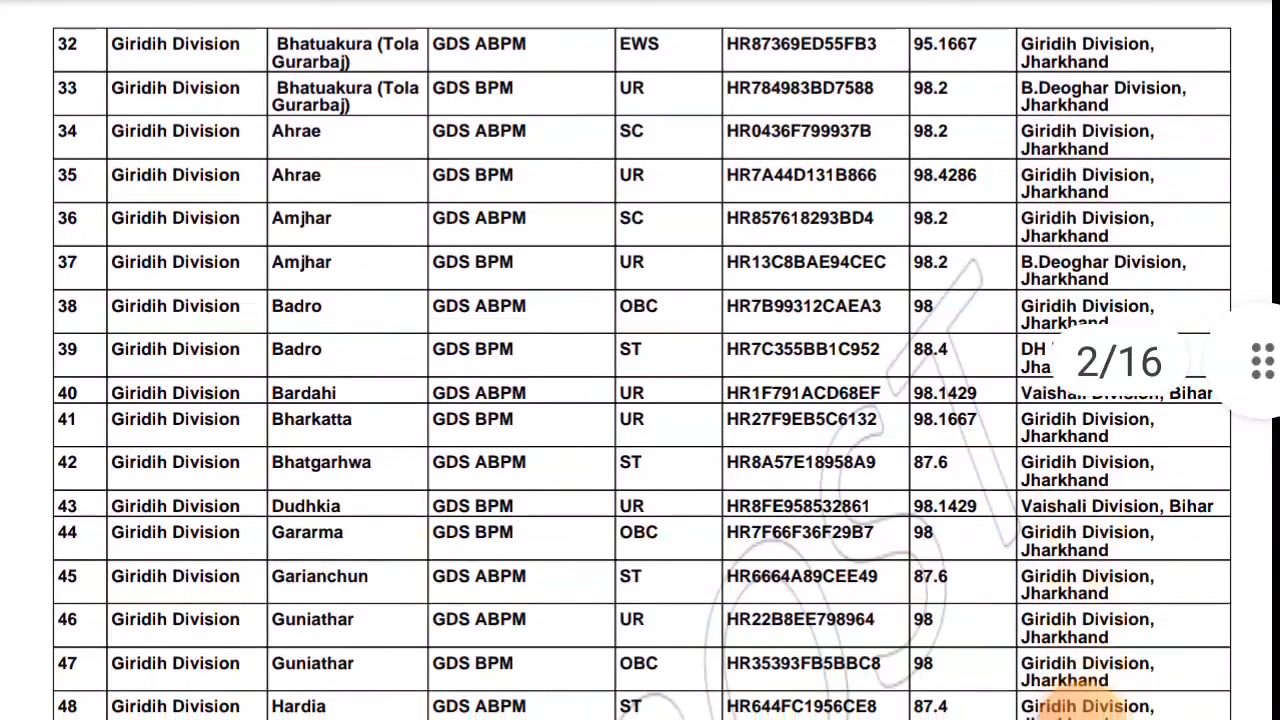 32 Giridih Division Bhatuakura (Tola GDS ABPM EWS HR87369ED55FB3 95.1667 Giridih Division,
Gurarbaj) Jharkhand
33 Giridih Division Bhatuakura (Tola GDS BPM UR HR784983BD7588 98.2 B.Deoghar Division,
Gurarbaj) Jharkhand
34 Giridih Division Ahrae GDS ABPM SC HR0436F799937B 98.2 Giridih Division,
Jharkhand
35 Giridih Division Ahrae GDS BPM UR HR7A44D131B866 98.4286 Giridih Division,
Jharkhand
36 Giridih Division Amjhar GDS ABPM SC HR857618293BD4 98.2 Giridih Division,
Jharkhand
37 Giridih Division Amjhar GDS BPM UR HR13C8BAE94CEC 98.2 B.Deoghar Division,
Jharkhand
38 Giridih Division Badro GDS ABPM OBC HR7B99312CAEA3 98 Giridih Division,
Jharkhand
39 Giridih Division Badro GDS BPM ST HR7C355BB1C952 88.4 DH
2/16
40 Giridih Division Bardahi GDS ABPM UR HR1F791ACD68EF 98.1429 Vaishali Division, Bihar
41 Giridih Division Bharkatta GDS BPM UR HR27F9EB5C6132 98.1667 Giridih Division,
Jharkhand
42 Giridih Division Bhatgarhwa GDS ABPM ST HR8A57E18958A9 87.6 Giridih Division,
Jharkhand
43 Giridih Division Dudhkia GDS BPM UR HR8FE958532861 98.1429 Vaishali Division, Bihar
44 Giridih Division Gararma GDS BPM OBC HR7F66F36F29B7 98 Giridih Division,
Jharkhand
45 Giridih Division Garianchun GDS ABPM ST HR6664A89CEE49 87.6 Giridih Division,
Jharkhand
46 Giridih Division Guniathar GDS ABPM UR HR22B8EE798964 98 Giridih Division,
Jharkhand
47 Giridih Division Guniathar GDS BPM OBC HR35393FB5BBC8 98 Giridih Division,
Jharkhand
48 Giridih Division Hardia GDS ABPM ST HR644FC1956CE8 87.4 Giridih Division,
OST